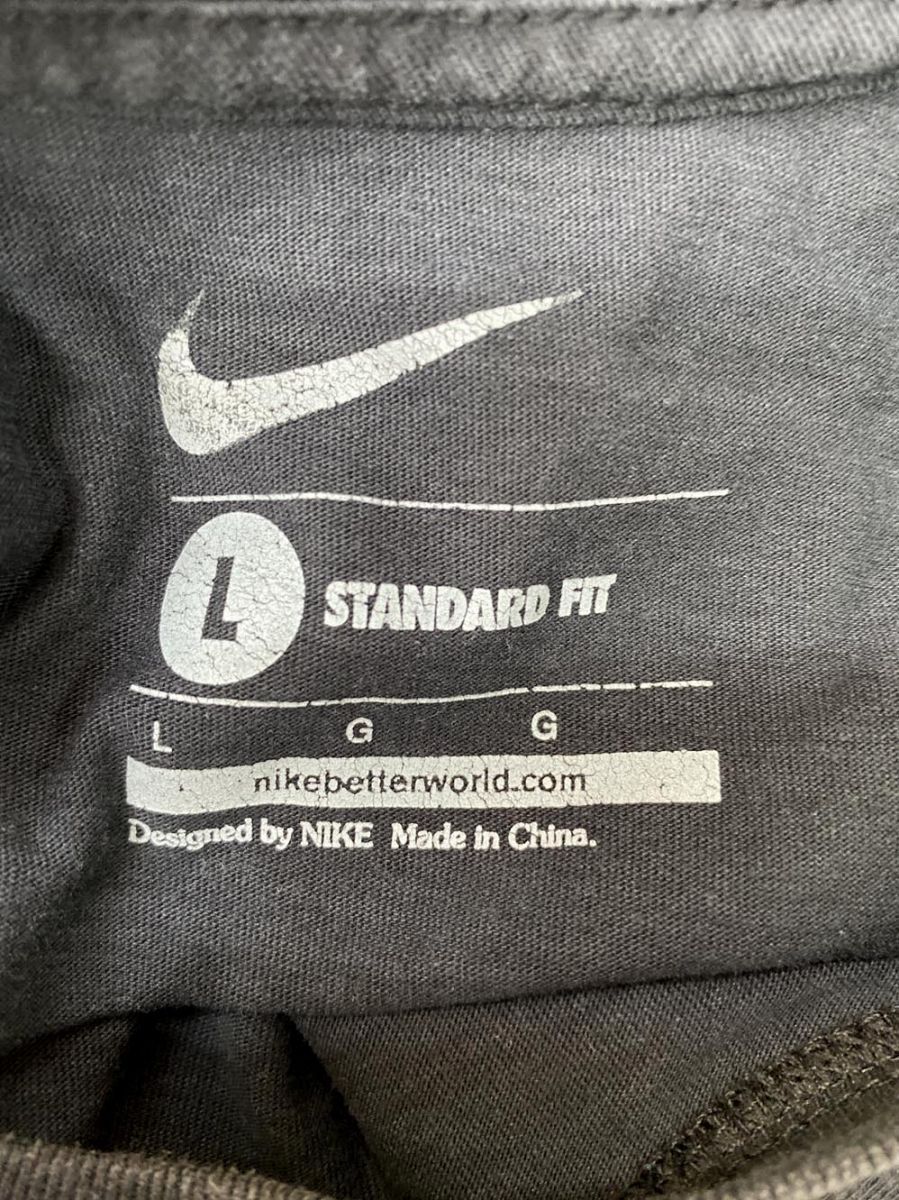 L STANDARD FIT
L G G
nikebetterworld.com
Designed by NIKE Made in China.